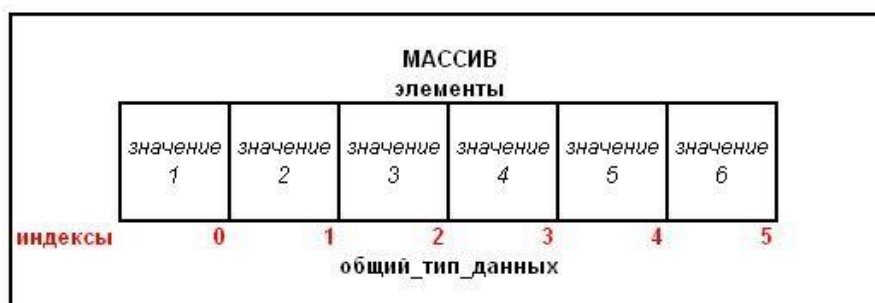 МАССИВ
элементы
значение 1 значение 2 значение 3 значение 4 значение 5 значение 6
индексы 0 1 2 3 4 5
общий_тип_данных